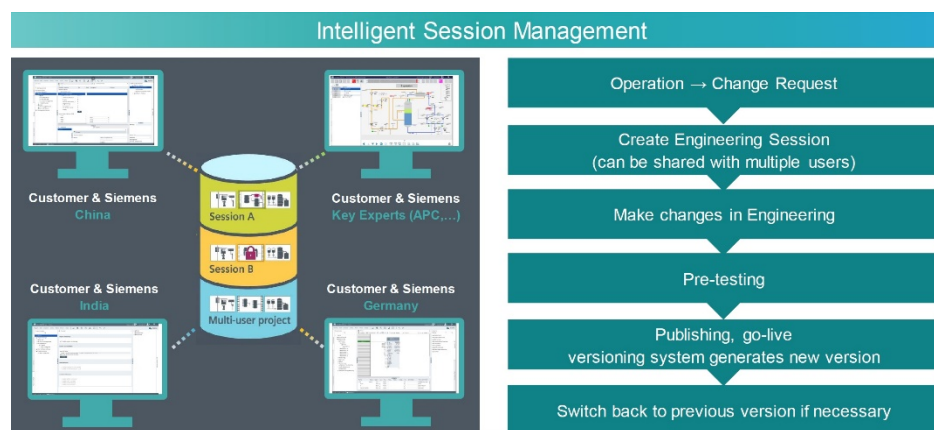 Intelligent Session Management
Customer & Siemens
China
Customer & Siemens
Key Experts (APC,...)
Session A
Session B
Multi-user project
Customer & Siemens
India
Customer & Siemens
Germany
Operation → Change Request
Create Engineering Session
(can be shared with multiple users)
Make changes in Engineering
Pre-testing
Publishing, go-live
versioning system generates new version
Switch back to previous version if necessary